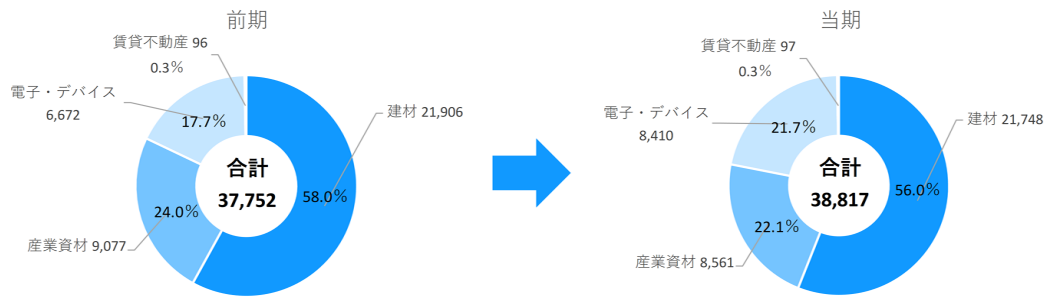 前期
賃貸不動産 96
0.3%
電子・デバイス
6,672
17.7%
建材 21,906
合計
37,752
58.0%
24.0%
産業資材 9,077
当期
賃貸不動産 97
0.3%
電子・デバイス
8,410
21.7%
建材 21,748
合計
38,817
56.0%
22.1%
産業資材 8,561